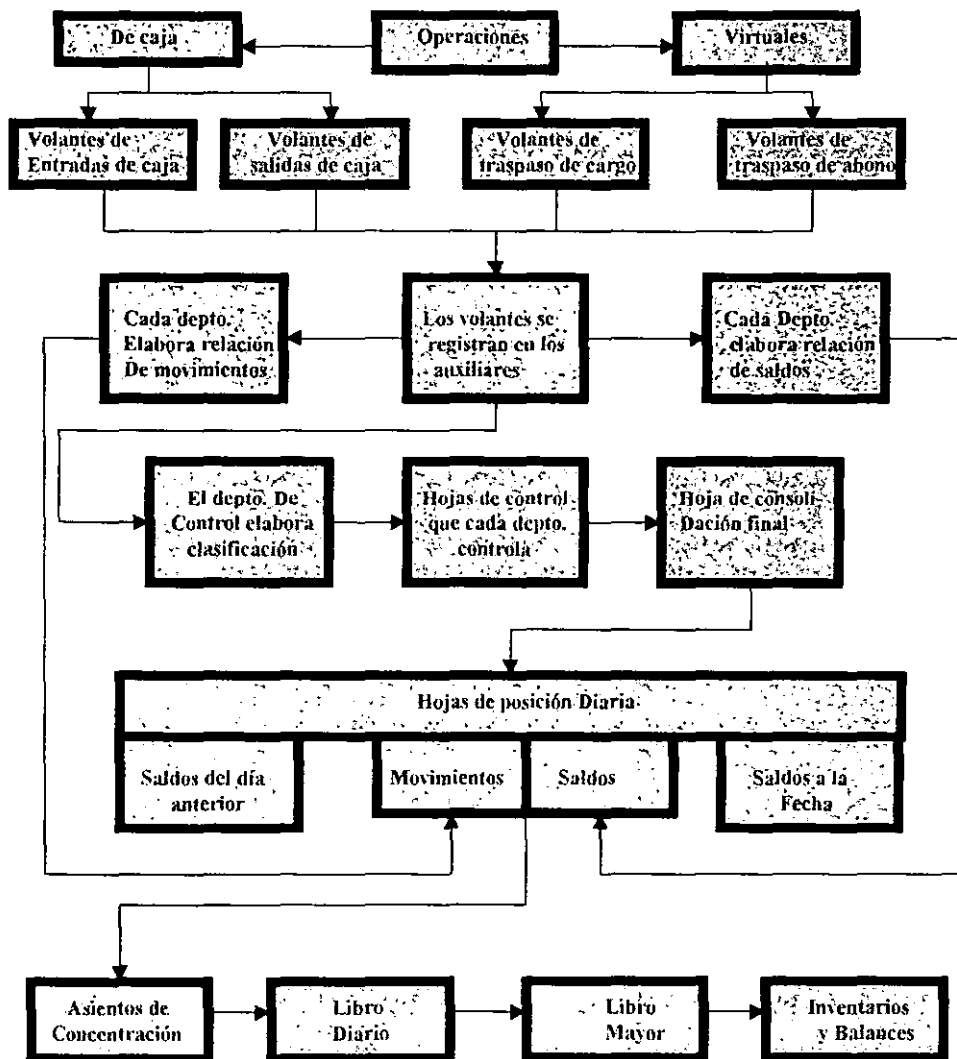 De caja
Operaciones
Virtuales
Volantes de
Entradas de caja
Volantes de
salidas de caja
Volantes de
traspaso de cargo
Volantes de
traspaso de abono
Cada depto.
Elabora relación
De movimientos
Los volantes se
registran en los
auxiliares
Cada Depto.
elabora relación
de saldos
El depto. De
Control elabora
clasificación
Hojas de control
que cada depto.
controla
Hoja de consoli
Dación final
Hojas de posición Diaria
Saldos del día
anterior
Movimientos
Saldos
Saldos a la
Fecha
Asientos de
Concentración
Libro
Diario
Libro
Mayor
Inventarios
y Balances